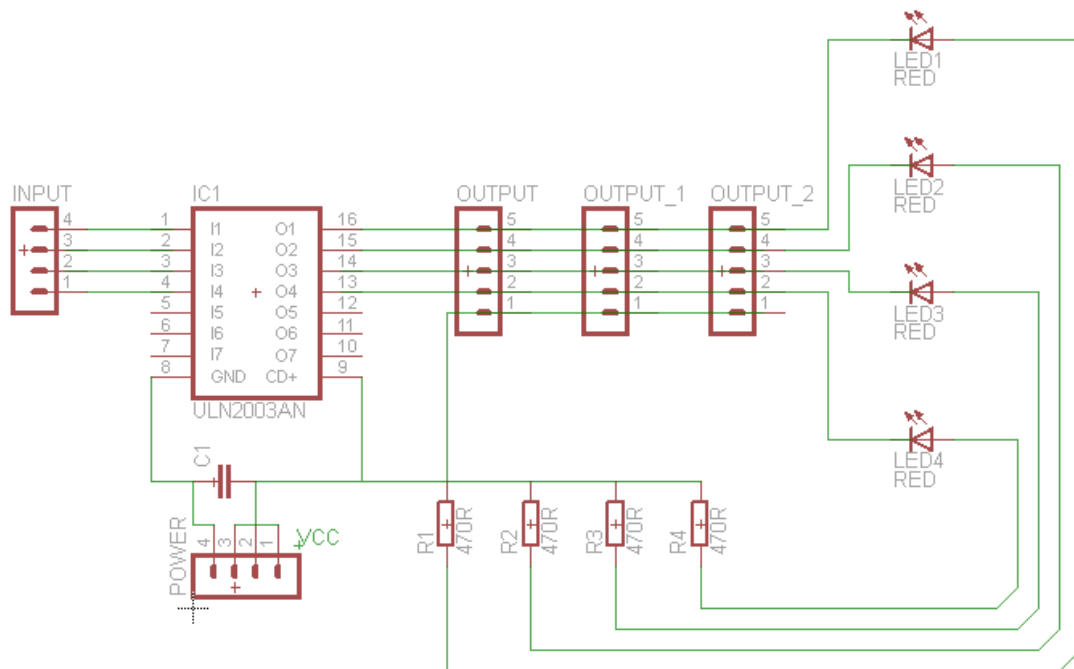 LED1
RED
LED2
RED
INPUT
4
3
2
1
IC1
1 I1 O1 16
2 I2 O2 15
3 I3 O3 14
4 I4 O4 13
5 I5 O5 12
6 I6 O6 11
7 I7 O7 10
8 GND CD+ 9
ULN2003AN
OUTPUT
5
4
3
2
1
OUTPUT_1
5
4
3
2
1
OUTPUT_2
5
4
3
2
1
LED3
RED
LED4
RED
C1
POWER
4
3
2
1
VCC
R1
470R
R2
470R
R3
470R
R4
470R